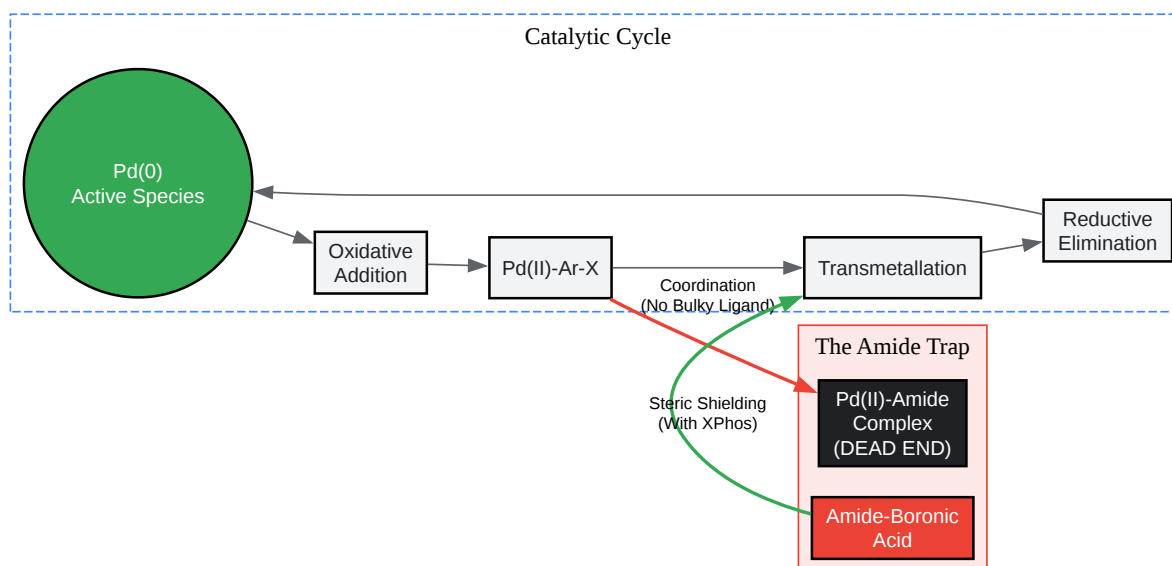 Catalytic Cycle
Pd(0)
Active Species
Oxidative
Addition
Pd(II)-Ar-X
Coordination
(No Bulky Ligand)
Transmetallation
Reductive
Elimination
The Amide Trap
Pd(II)-Amide
Complex
(DEAD END)
Steric Shielding
(With XPhos)
Amide-Boronic
Acid